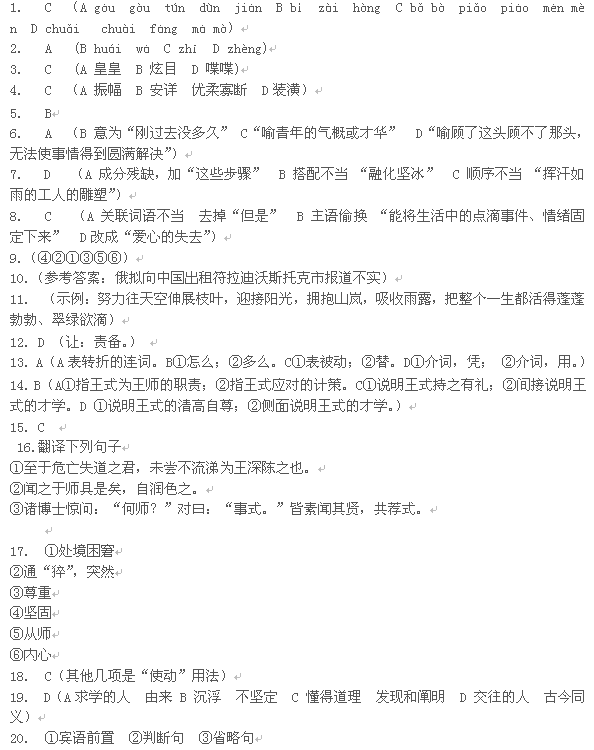 1. C (A gōu gòu tún dùn jiān B bǐ zài hòng C bǒ bò piǎo piào mén mè
n D chuāi chuài fáng má mò)
2. A (B huái wà C zhí D zhèng)
3. C (A 皇皇 B 炫目 D 喋喋)
4. C (A 振幅 B 安详 优柔寡断 D装潢)
5. B
6. A (B 意为“刚过去没多久” C“喻青年的气概或才华” D“喻顾了这头顾不了那头，
无法使事情得到圆满解决”)
7. D (A 成分残缺，加“这些步骤” B 搭配不当“融化坚冰” C 顺序不当“挥汗如
雨的工人的雕塑”)
8. C (A 关联词语不当 去掉“但是” B 主语偷换“能将生活中的点滴事件、情绪固
定下来” D改成“爱心的失去”)
9.(④②①③⑤⑥)
10.(参考答案：俄拟向中国出租符拉迪沃斯托克市报道不实)
11. (示例：努力往天空伸展枝叶，迎接阳光，拥抱山岚，吸收雨露，把整个一生都活得蓬蓬
勃勃、翠绿欲滴)
12. D (让：责备。)
13. A(A表转折的连词。B①怎么；②多么。C①表被动；②替。D①介词，凭； ②介词，用。)
14.B(A①指王式为王师的职责；②指王式应对的计策。C①说明王式持之有礼；②间接说明王
式的才学。D ①说明王式的清高自尊；②侧面说明王式的才学。)
15. C
16.翻译下列句子
①至于危亡失道之君，未尝不流涕为王深陈之也。
②闻之于师具是矣，自润色之。
③诸博士惊问：“何师？”对曰：“事式。”皆素闻其贤，共荐式。
17. ①处境困窘
②通“猝”，突然
③尊重
④坚固
⑤从师
⑥内心
18. C(其他几项是“使动”用法)
19. D(A求学的人 由来 B 沉浮 不坚定 C 懂得道理 发现和阐明 D 交往的人 古今同
义)
20. ①宾语前置 ②判断句 ③省略句